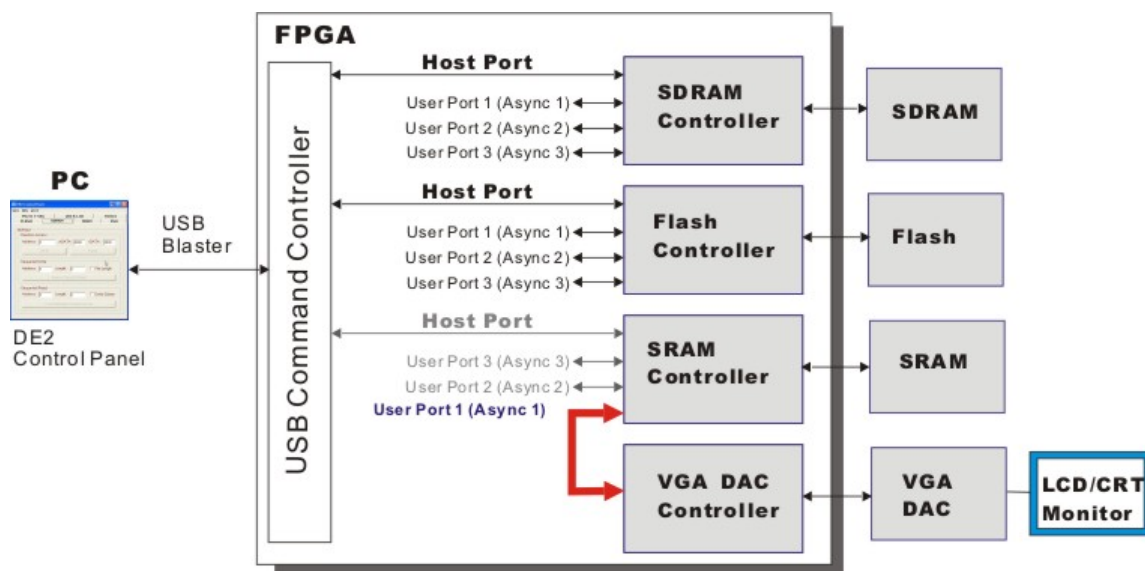 FPGA
Host Port
User Port 1 (Async 1)
User Port 2 (Async 2)
User Port 3 (Async 3)
SDRAM
Controller
SDRAM
PC
DE2
Control Panel
USB
Blaster
USB Command Controller
Host Port
User Port 1 (Async 1)
User Port 2 (Async 2)
User Port 3 (Async 3)
Flash
Controller
Flash
Host Port
User Port 3 (Async 3)
User Port 2 (Async 2)
User Port 1 (Async 1)
SRAM
Controller
SRAM
VGA DAC
Controller
VGA
DAC
LCD/CRT
Monitor